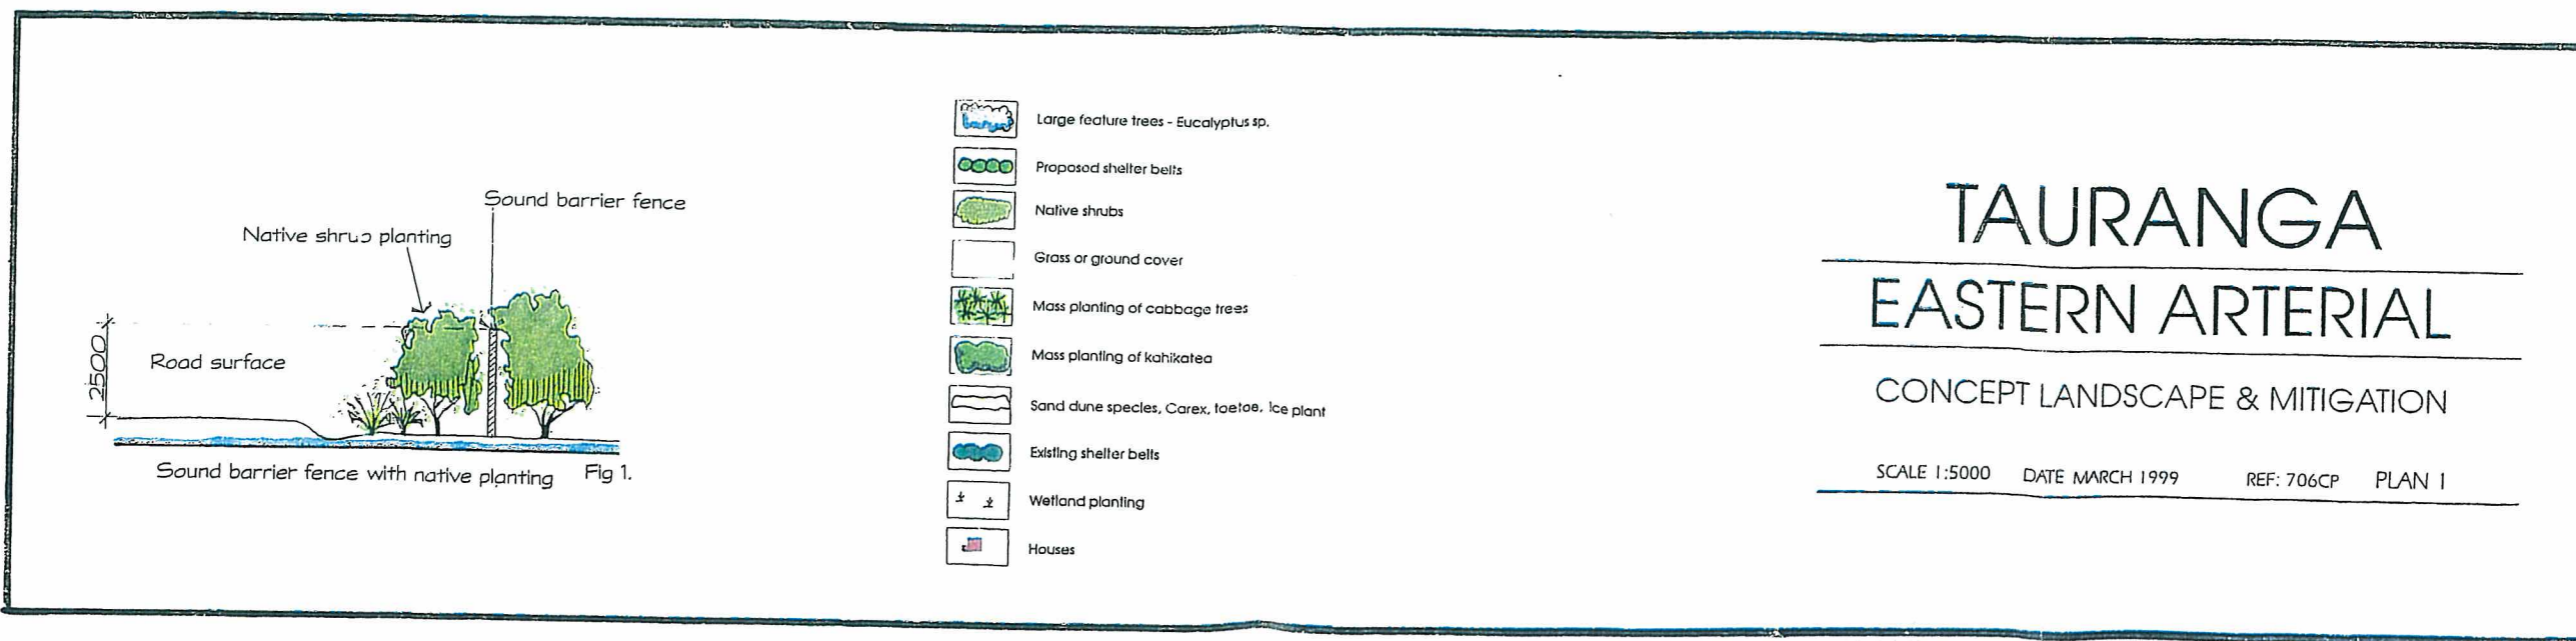 Sound barrier fence
Native shrub planting
2500
Road surface
Sound barrier fence with native planting Fig 1.
Large feature trees - Eucalyptus sp.
Proposed shelter belts
Native shrubs
Grass or ground cover
Mass planting of cabbage trees
Mass planting of kahikatea
Sand dune species, Carex, toetoe, Ice plant
Existing shelter belts
Wetland planting
Houses
TAURANGA
EASTERN ARTERIAL
CONCEPT LANDSCAPE & MITIGATION
SCALE 1:5000 DATE MARCH 1999 REF: 706CP PLAN 1